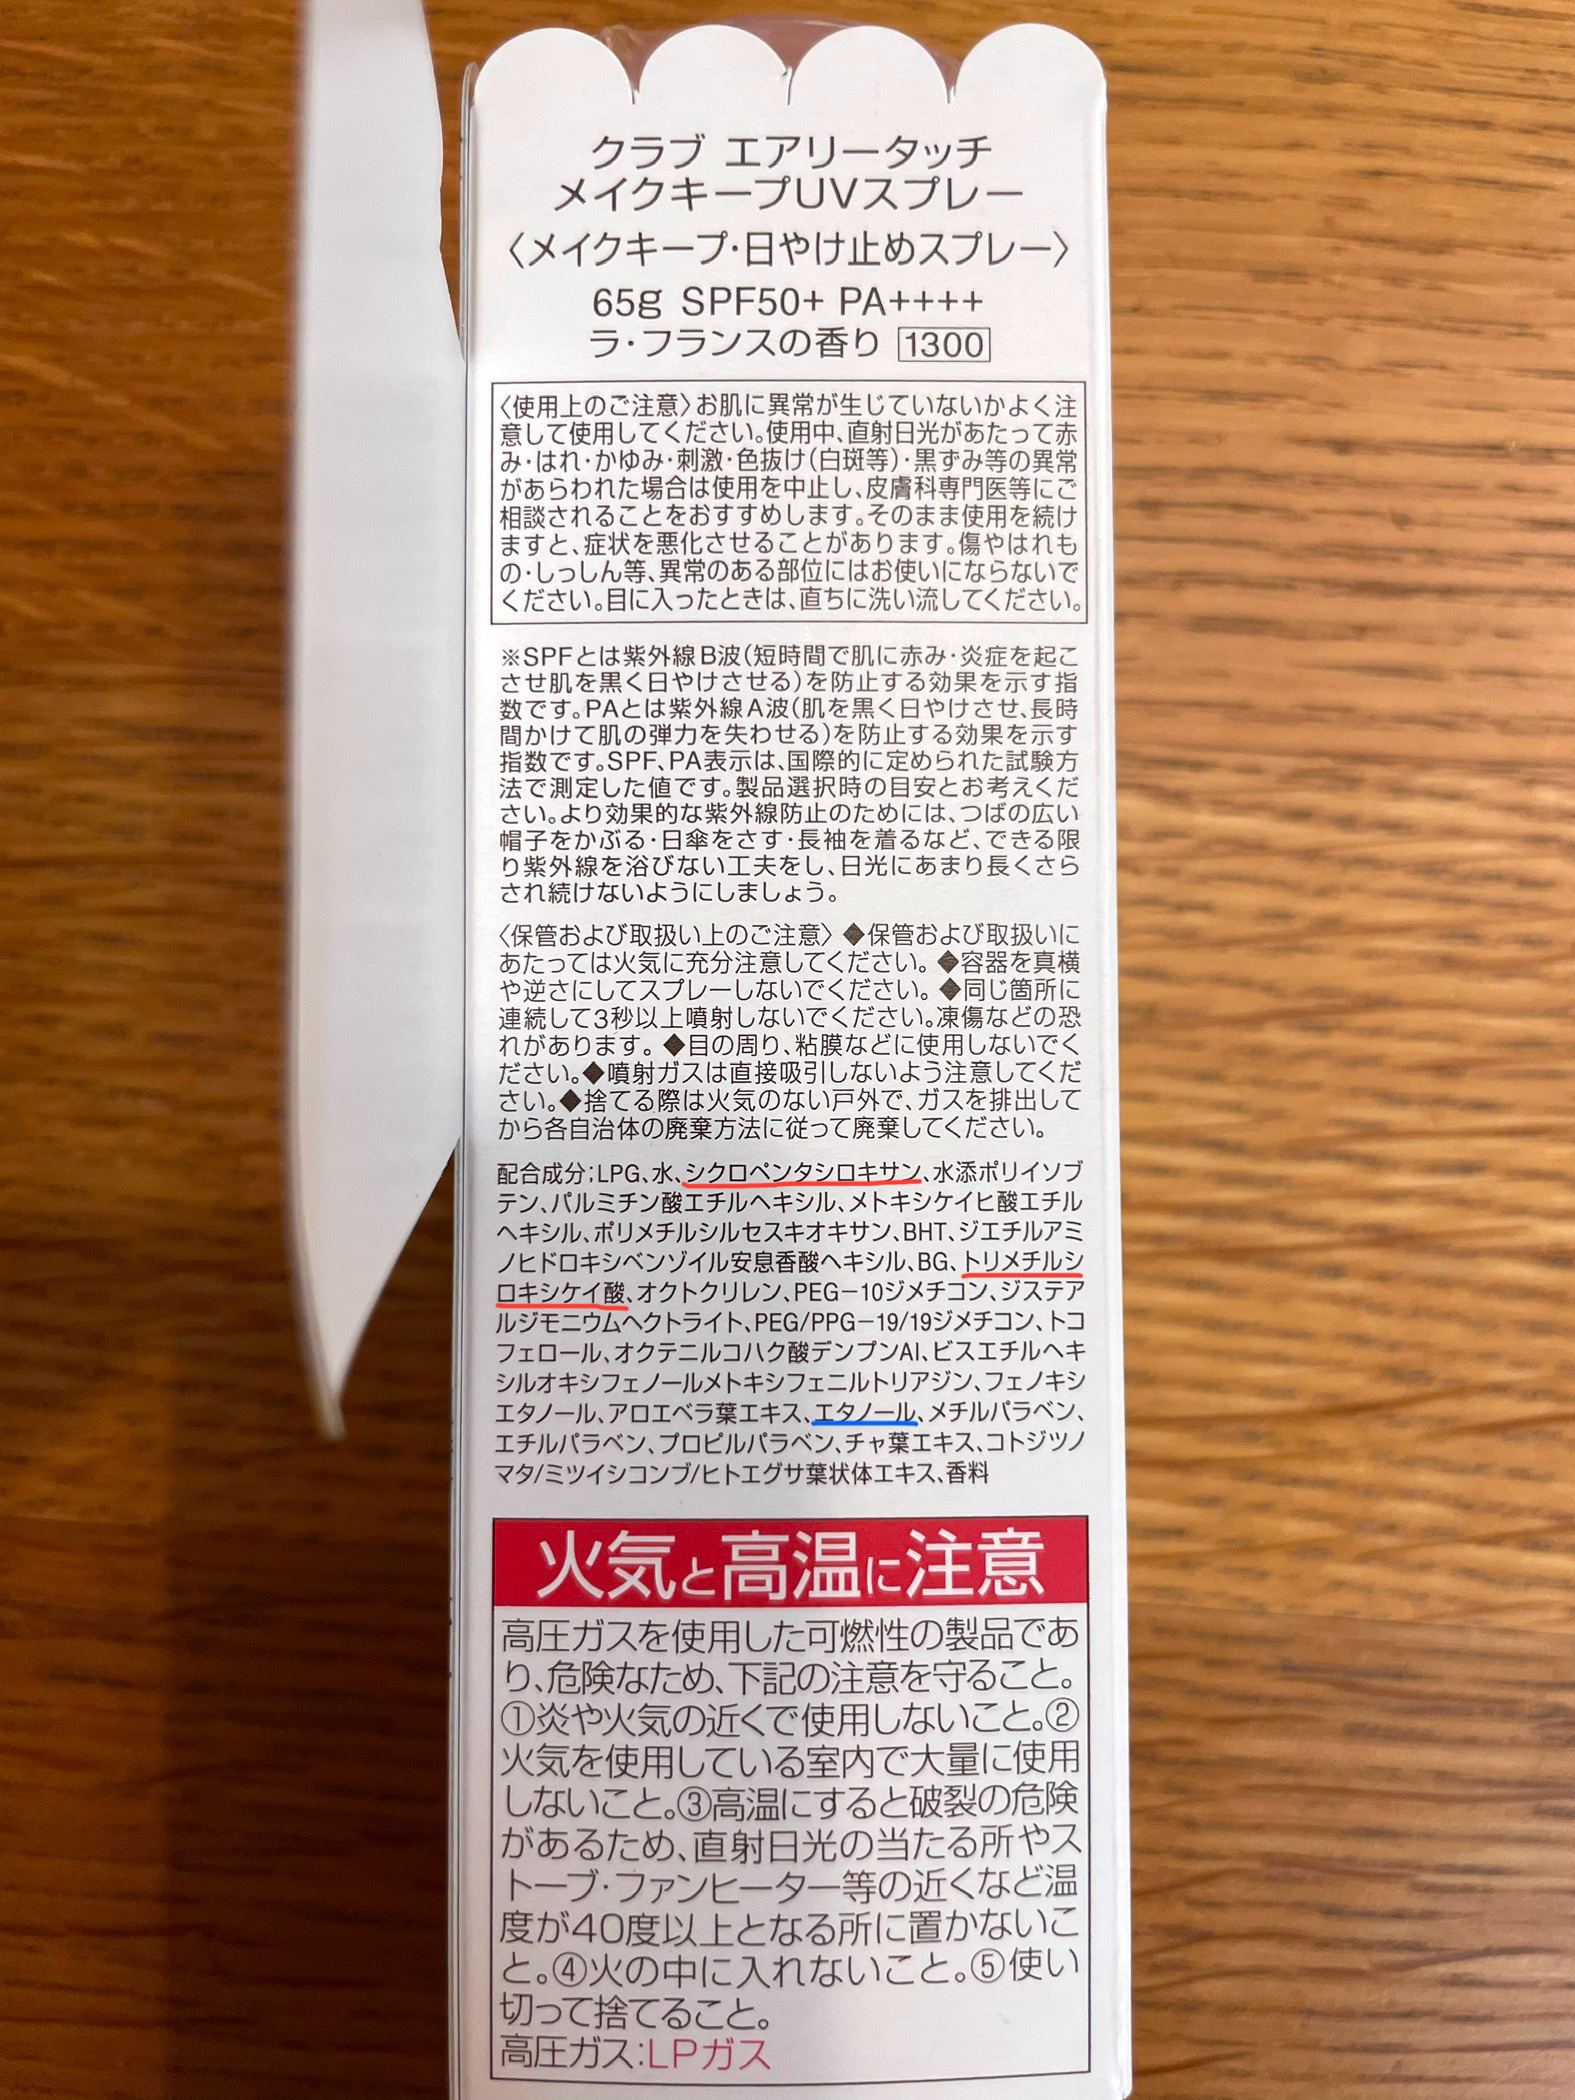 クラブ エアリータッチ
メイクキープUVスプレー
〈メイクキープ・日やけ止めスプレー〉
65g SPF50+ PA++++
ラ・フランスの香り 1300
〈使用上のご注意〉お肌に異常が生じていないかよく注
意して使用してください。使用中、直射日光があたって赤
み・はれ・かゆみ・刺激・色抜け(白斑等)・黒ずみ等の異常
があらわれた場合は使用を中止し、皮膚科専門医等にご
相談されることをおすすめします。そのまま使用を続け
ますと、症状を悪化させることがあります。傷やはれも
の・しっしん等、異常のある部位にはお使いにならないで
ください。目に入ったときは、直ちに洗い流してください。
※SPFとは紫外線B波(短時間で肌に赤み・炎症を起こ
させ肌を黒く日やけさせる)を防止する効果を示す指
数です。PAとは紫外線A波(肌を黒く日やけさせ、長時
間かけて肌の弾力を失わせる)を防止する効果を示す
指数です。SPF、PA表示は、国際的に定められた試験方
法で測定した値です。製品選択時の目安とお考えくだ
さい。より効果的な紫外線防止のためには、つばの広い
帽子をかぶる・日傘をさす・長袖を着るなど、できる限
り紫外線を浴びない工夫をし、日光にあまり長くさら
され続けないようにしましょう。
〈保管および取扱い上のご注意〉◆保管および取扱いに
あたっては火気に充分注意してください。◆容器を真横
や逆さにしてスプレーしないでください。◆同じ箇所に
連続して3秒以上噴射しないでください。凍傷などの恐
れがあります。◆目の周り、粘膜などに使用しないでく
ださい。◆噴射ガスは直接吸引しないよう注意してくだ
さい。◆捨てる際は火気のない戸外で、ガスを排出して
から各自治体の廃棄方法に従って廃棄してください。
配合成分;LPG、水、シクロペンタシロキサン、水添ポリイソブ
テン、パルミチン酸エチルヘキシル、メトキシケイヒ酸エチル
ヘキシル、ポリメチルシルセスキオキサン、BHT、ジエチルアミ
ノヒドロキシベンゾイル安息香酸ヘキシル、BG、トリメチルシ
ロキシケイ酸、オクトクリレン、PEG−10ジメチコン、ジステア
ルジモニウムヘクトライト、PEG/PPG−19/19ジメチコン、トコ
フェロール、オクテニルコハク酸デンプンAl、ビスエチルヘキ
シルオキシフェノールメトキシフェニルトリアジン、フェノキシ
エタノール、アロエベラ葉エキス、エタノール、メチルパラベン、
エチルパラベン、プロピルパラベン、チャ葉エキス、コトジツノ
マタ/ミツイシコンブ/ヒトエグサ葉状体エキス、香料
火気と高温に注意
高圧ガスを使用した可燃性の製品であ
り、危険なため、下記の注意を守ること。
①炎や火気の近くで使用しないこと。②
火気を使用している室内で大量に使用
しないこと。③高温にすると破裂の危険
があるため、直射日光の当たる所やス
トーブ・ファンヒーター等の近くなど温
度が40度以上となる所に置かないこ
と。④火の中に入れないこと。⑤使い
切って捨てること。
高圧ガス:LPガス